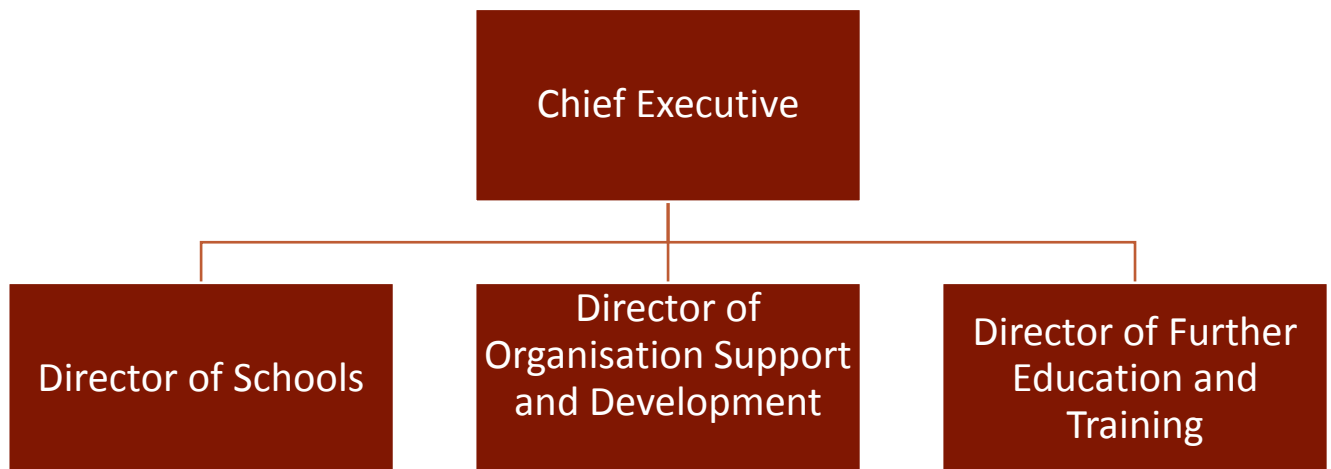 Chief Executive
Director of Schools
Director of
Organisation Support
and Development
Director of Further
Education and
Training